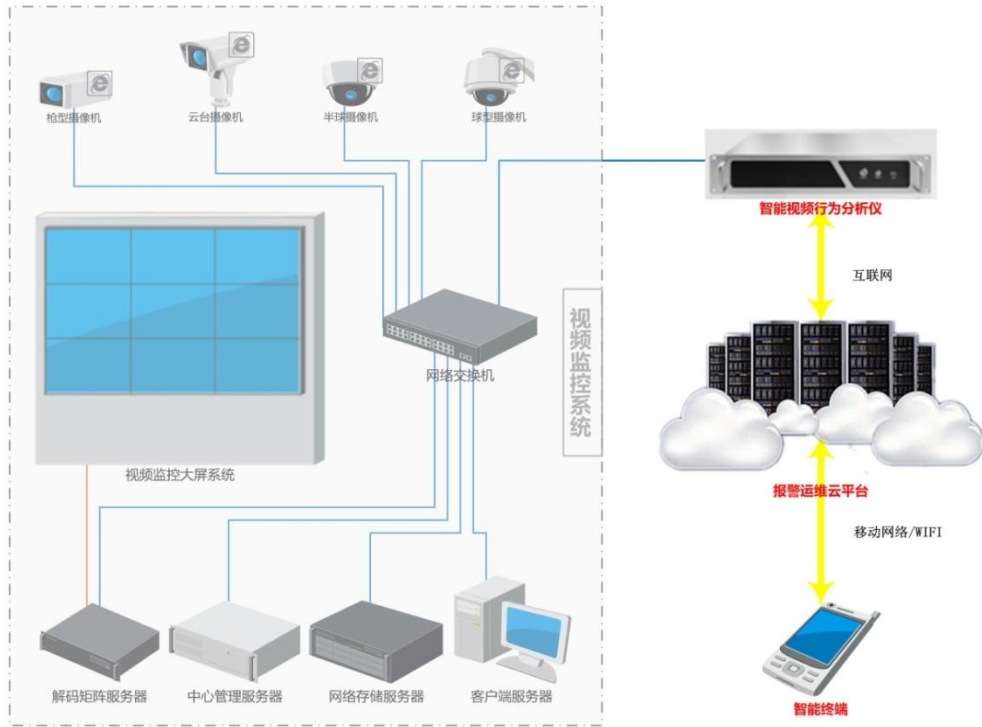 枪型摄像机
云台摄像机
半球摄像机
球型摄像机
智能视频行为分析仪
互联网
视频监控系统
网络交换机
视频监控大屏系统
报警运维云平台
移动网络/WIFI
解码矩阵服务器
中心管理服务器
网络存储服务器
客户端服务器
智能终端